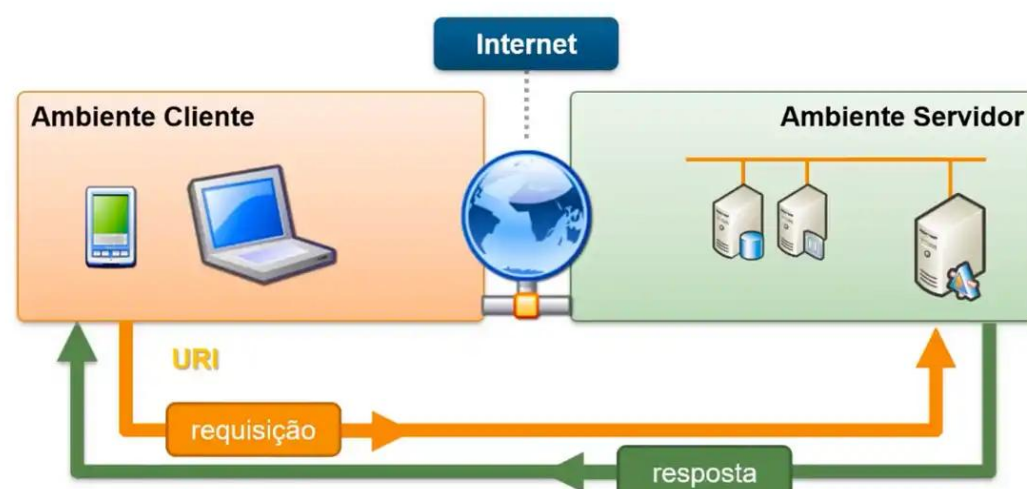 Internet
Ambiente Cliente
Ambiente Servidor
URI
requisição
resposta